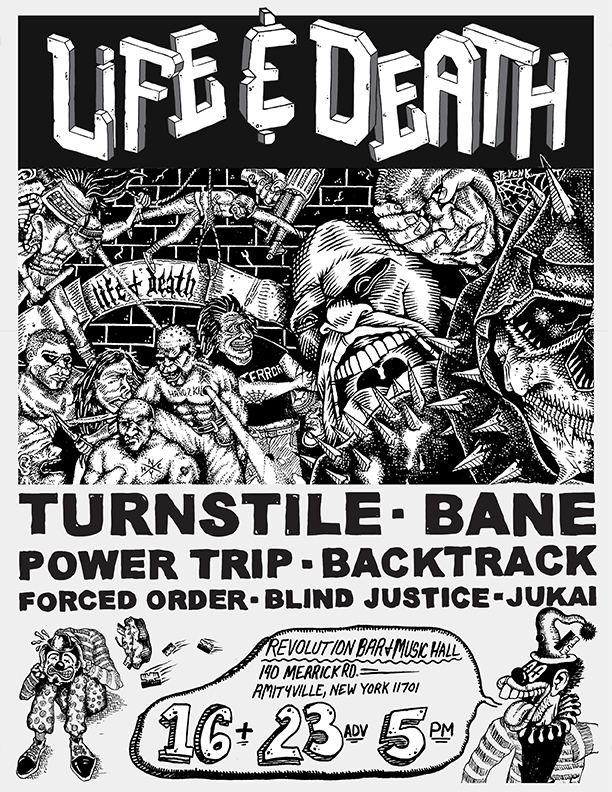 LIFE & DEATH
STEVEN K
life + death
TERROR
TURNSTILE - BANE
POWER TRIP - BACKTRACK
FORCED ORDER - BLIND JUSTICE - JUKAI
REVOLUTION BAR & MUSIC HALL
140 MERRICK RD.
AMITYVILLE, NEW YORK 11701
16+ 23 ADV 5 PM